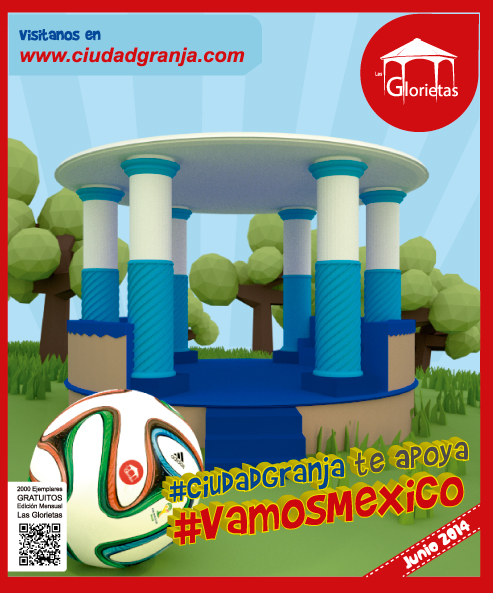 Visitanos en
www.ciudadgranja.com
Las
Glorietas
adidas
2000 Ejemplares
GRATUITOS
Edición Mensual
Las Glorietas
#CiudadGranja te apoya
#VamosMexico
Junio 2014